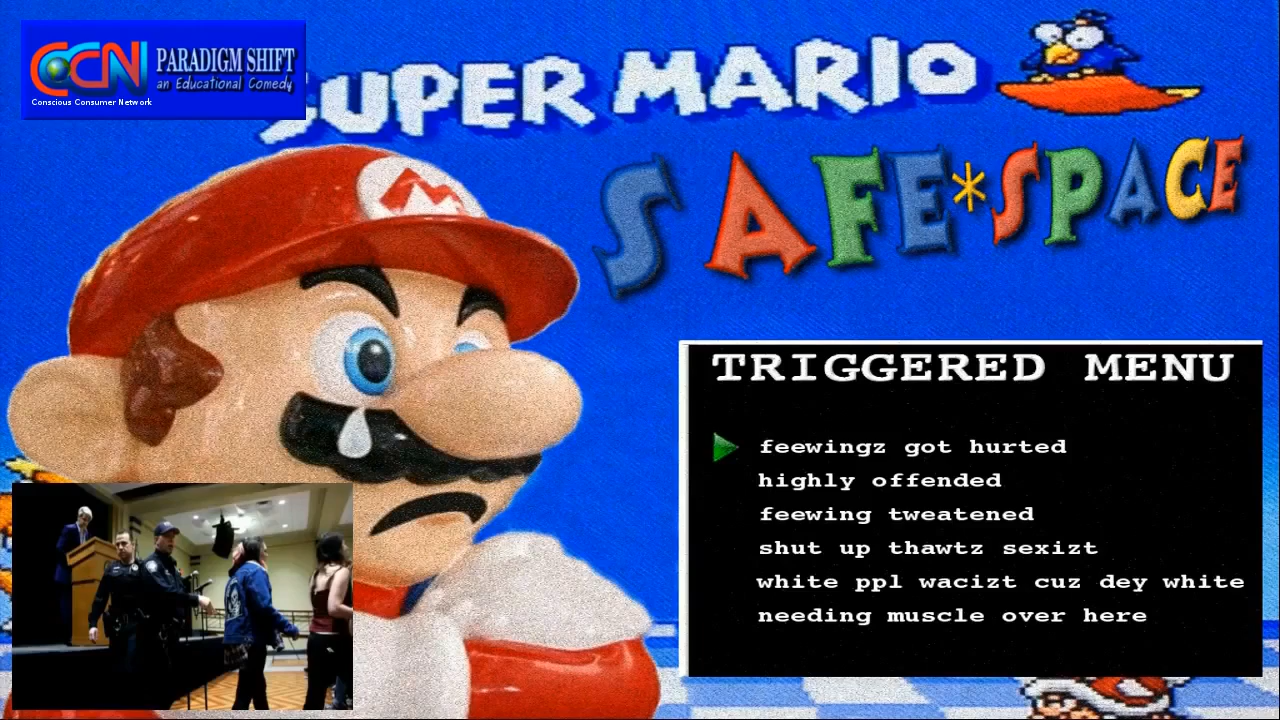 CCN PARADIGM SHIFT
an Educational Comedy
Conscious Consumer Network
SUPER MARIO
SAFE*SPACE
M
TRIGGERED MENU
feewingz got hurted
highly offended
feewing tweatened
shut up thawtz sexizt
white ppl wacizt cuz dey white
needing muscle over here